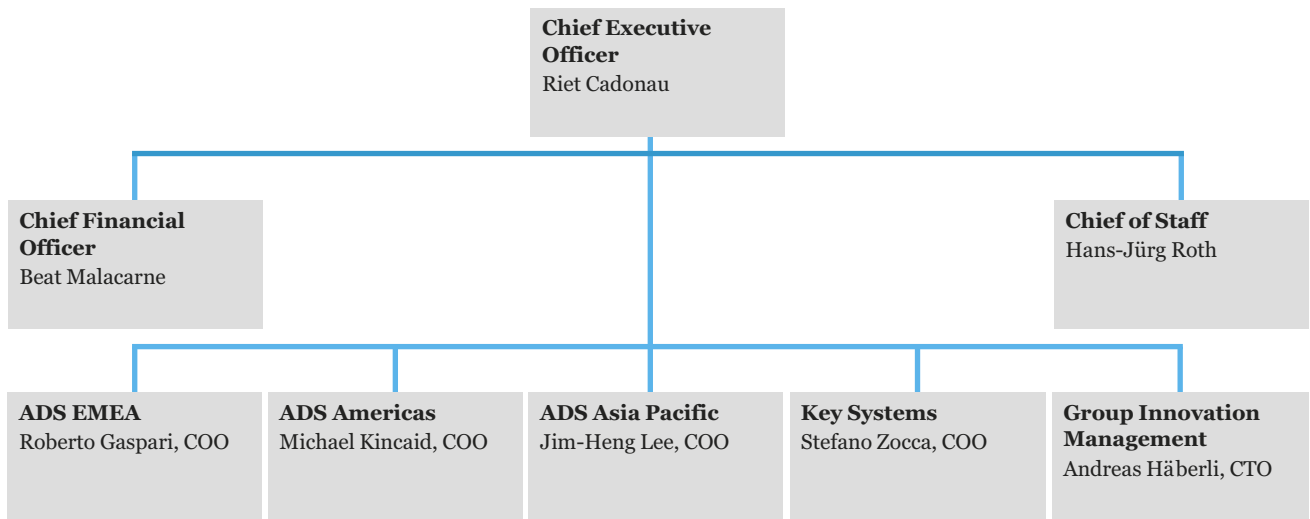 Chief Executive
Officer
Riet Cadonau
Chief Financial
Officer
Beat Malacarne
Chief of Staff
Hans-Jürg Roth
ADS EMEA
Roberto Gaspari, COO
ADS Americas
Michael Kincaid, COO
ADS Asia Pacific
Jim-Heng Lee, COO
Key Systems
Stefano Zocca, COO
Group Innovation
Management
Andreas Häberli, CTO